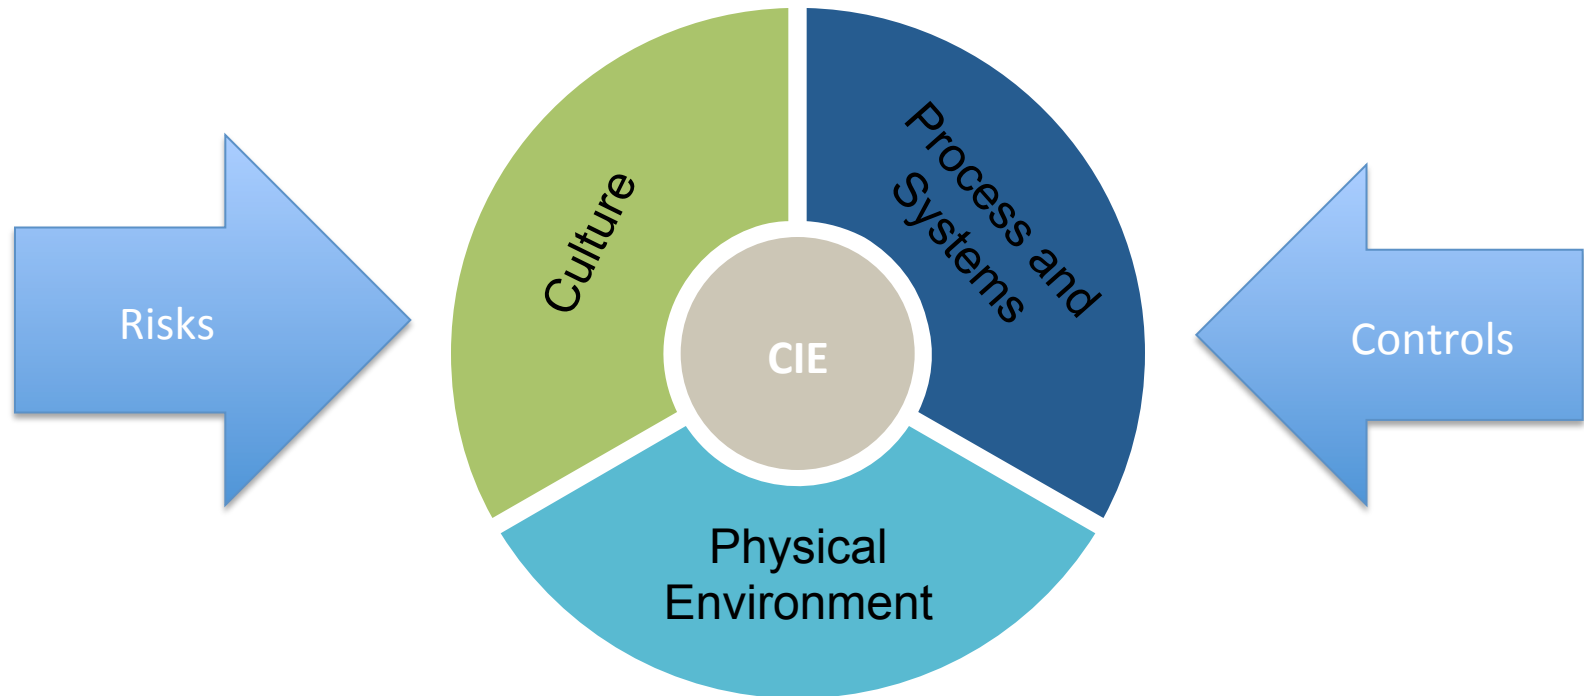 Risks
Culture
Process and
Systems
CIE
Physical
Environment
Controls